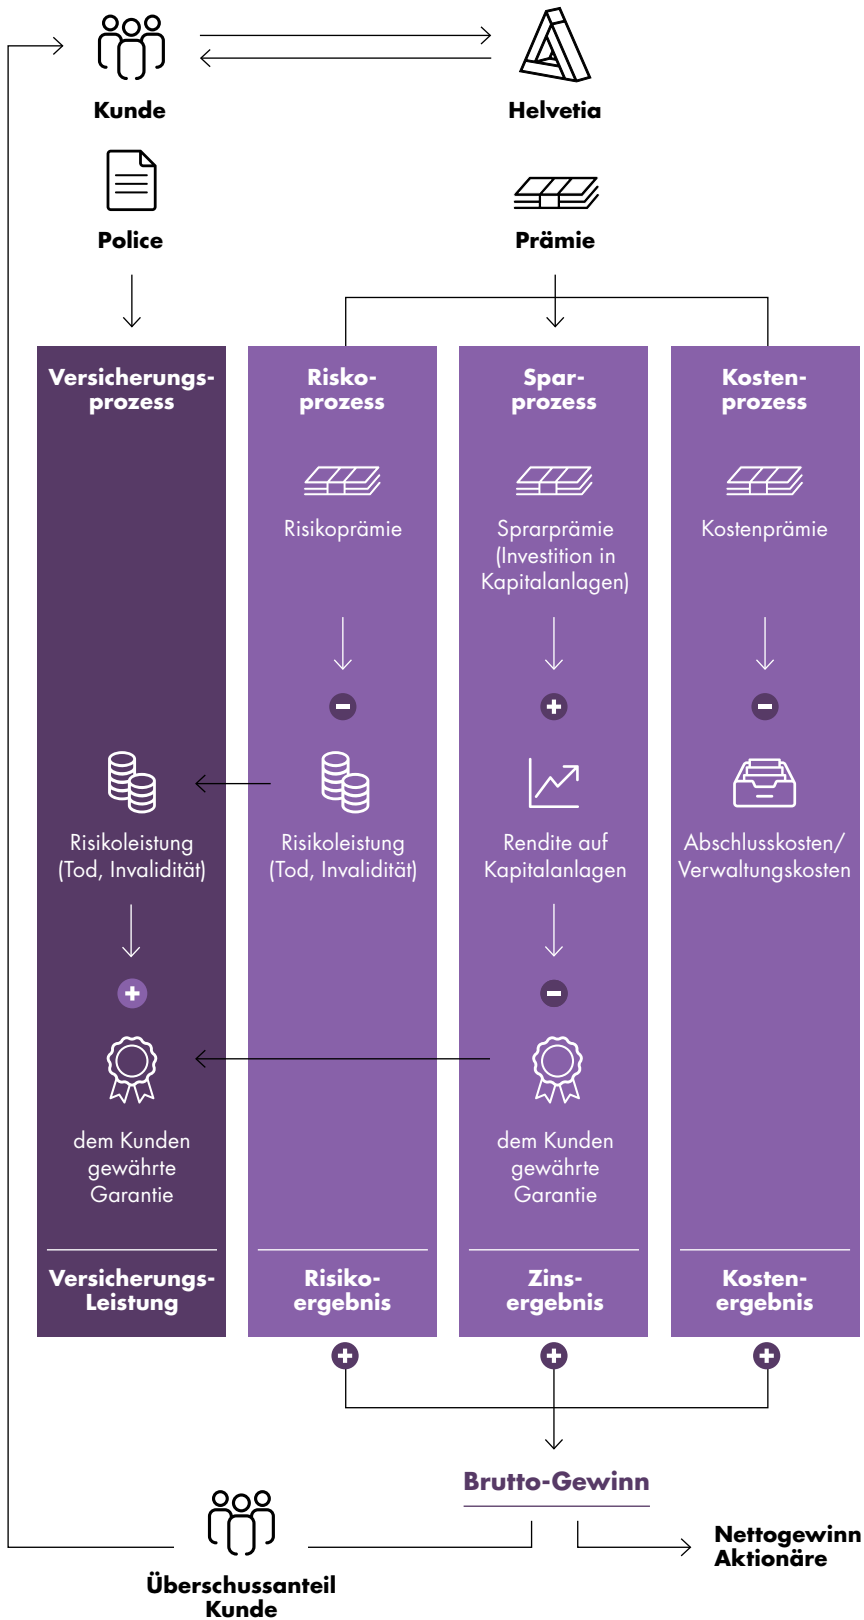 Kunde
Helvetia
Police
Prämie
Versicherungs-
prozess
Risko-
prozess
Spar-
prozess
Kosten-
prozess
Risikoprämie
Sprarprämie
(Investition in
Kapitalanlagen)
Kostenprämie
Risikoleistung
(Tod, Invalidität)
Risikoleistung
(Tod, Invalidität)
Rendite auf
Kapitalanlagen
Abschlusskosten/
Verwaltungskosten
dem Kunden
gewährte
Garantie
dem Kunden
gewährte
Garantie
Versicherungs-
Leistung
Risiko-
ergebnis
Zins-
ergebnis
Kosten-
ergebnis
Brutto-Gewinn
Nettogewinn
Aktionäre
Überschussanteil
Kunde